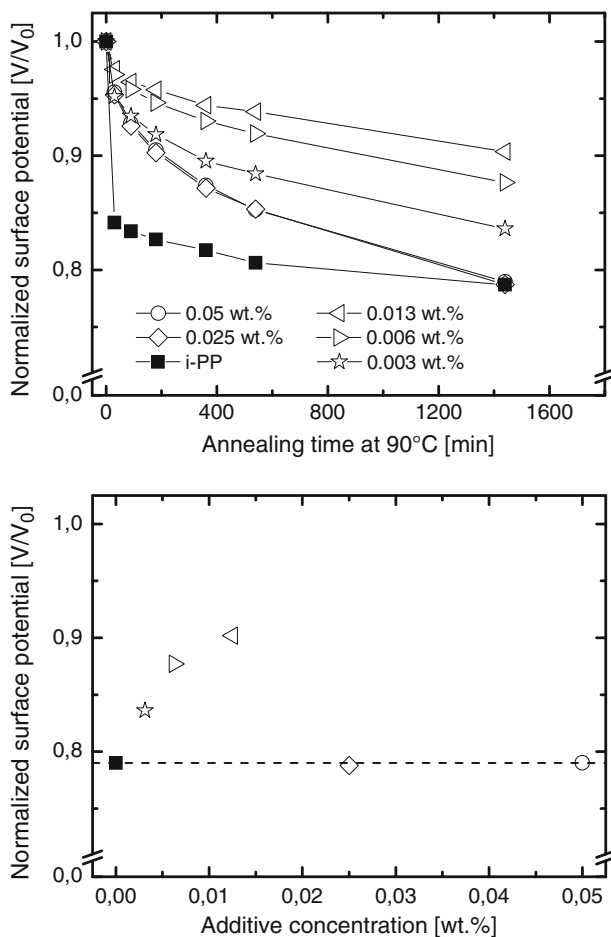 Normalized surface potential [V/V0]
1,0
0,9
0,8
0,0
0.05 wt.%
0.025 wt.%
i-PP
0.013 wt.%
0.006 wt.%
0.003 wt.%
0 400 800 1200 1600
Annealing time at 90°C [min]
Normalized surface potential [V/V0]
1,0
0,9
0,8
0,0
0,00 0,01 0,02 0,03 0,04 0,05
Additive concentration [wt.%]